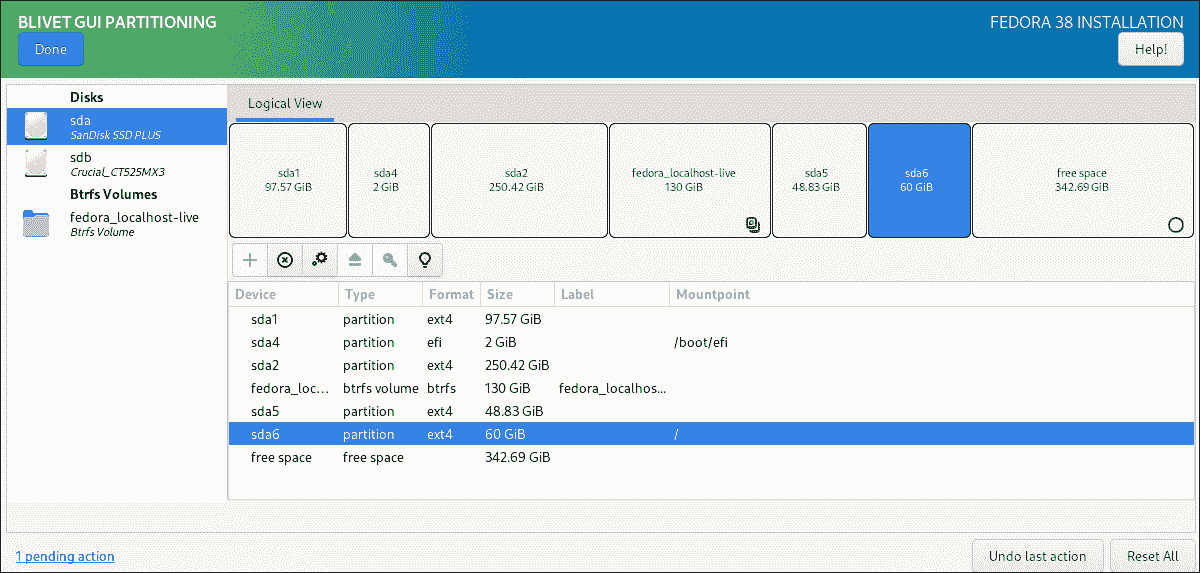 BLIVET GUI PARTITIONING
FEDORA 38 INSTALLATION
Done
Help!
Disks
sda
SanDisk SSD PLUS
sdb
Crucial_CT525MX3
Btrfs Volumes
fedora_localhost-live
Btrfs Volume
Logical View
sda1
97.57 GiB
sda4
2 GiB
sda2
250.42 GiB
fedora_localhost-live
130 GiB
sda5
48.83 GiB
sda6
60 GiB
free space
342.69 GiB
Device Type Format Size Label Mountpoint
sda1 partition ext4 97.57 GiB
sda4 partition efi 2 GiB /boot/efi
sda2 partition ext4 250.42 GiB
fedora_loc... btrfs volume btrfs 130 GiB fedora_localhos...
sda5 partition ext4 48.83 GiB
sda6 partition ext4 60 GiB /
free space free space 342.69 GiB
1 pending action
Undo last action
Reset All